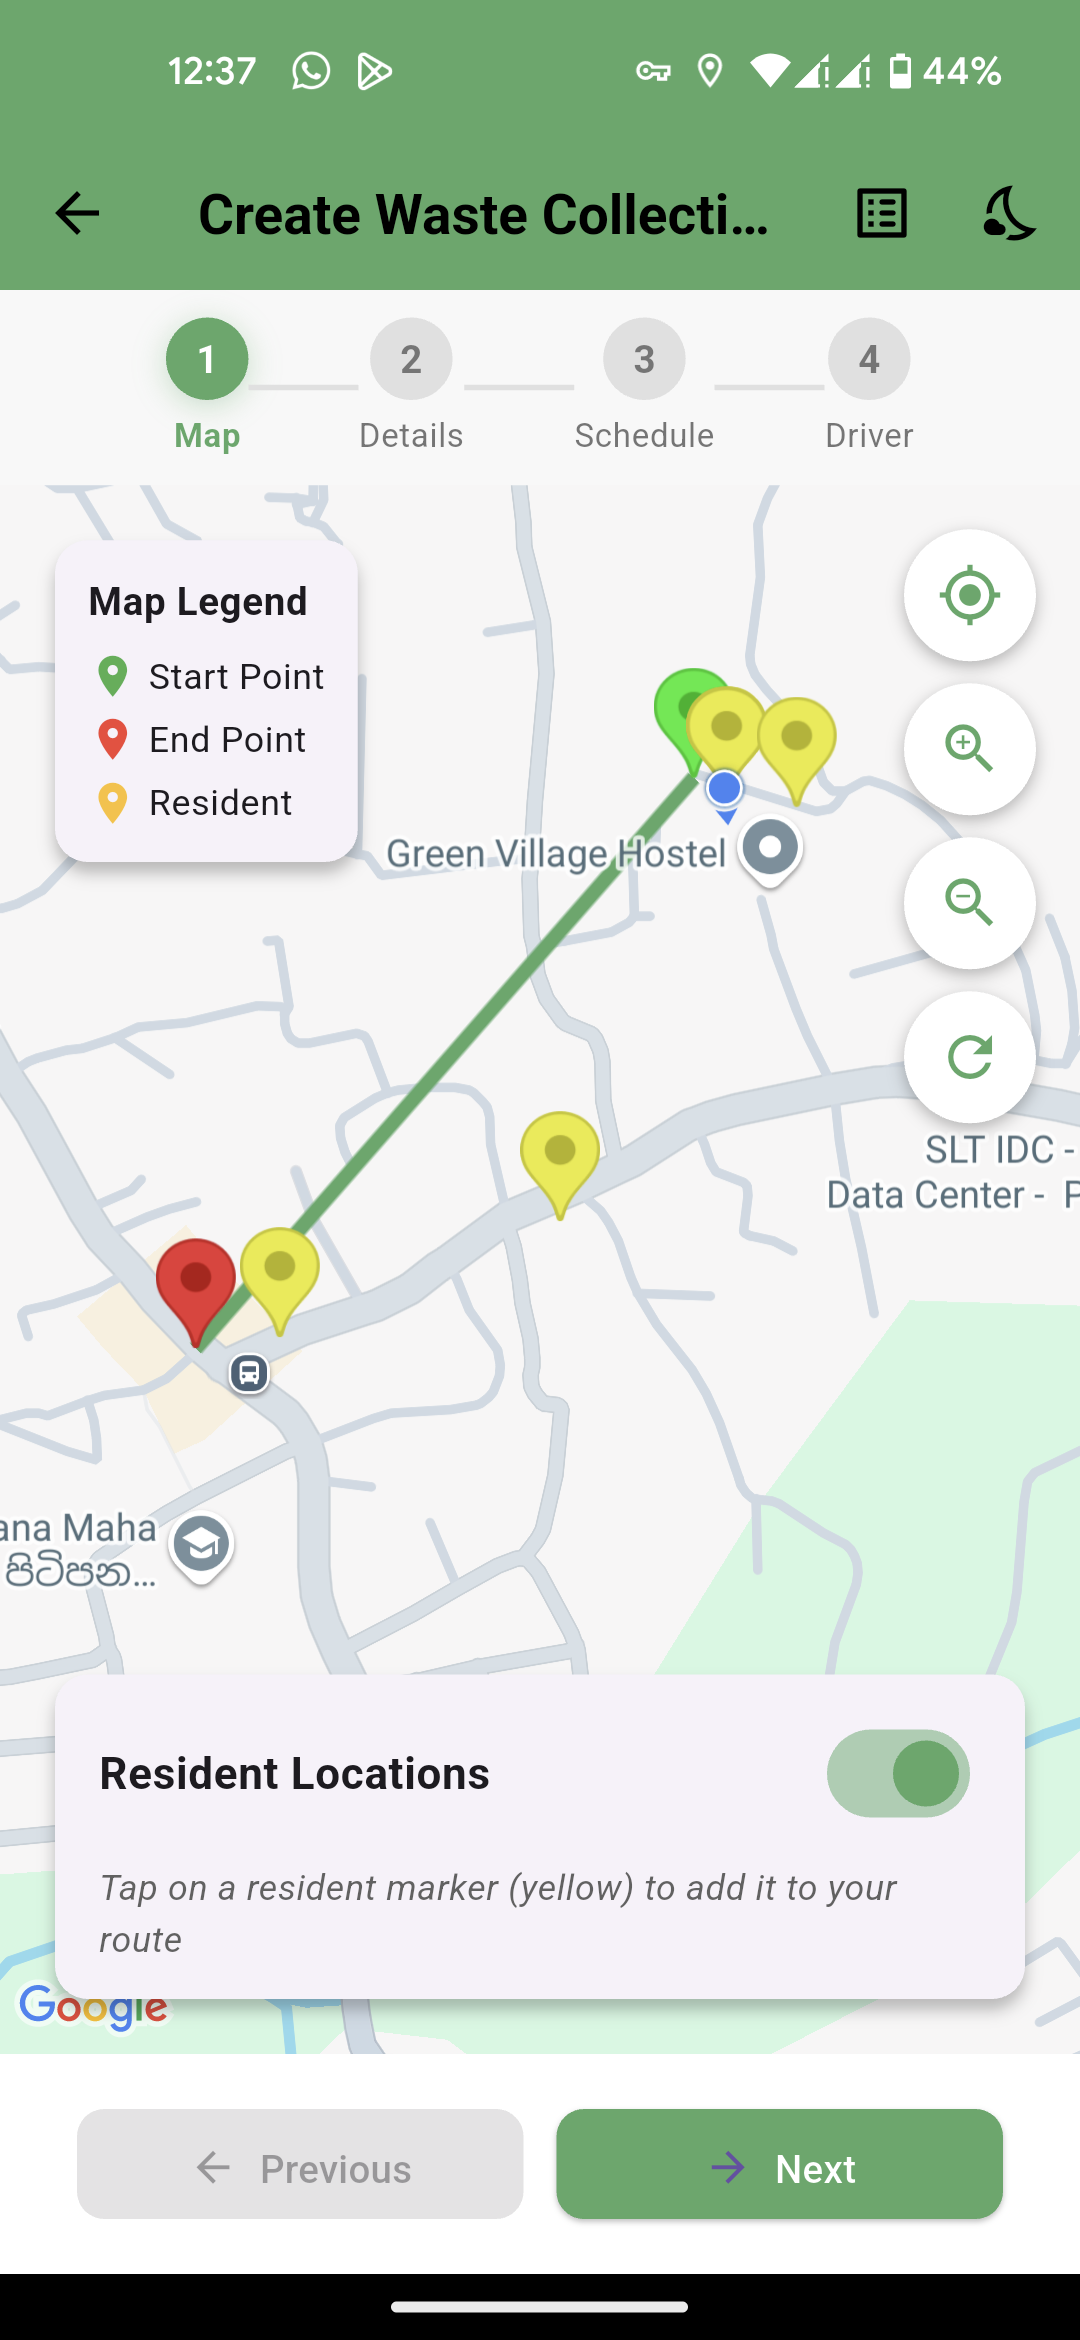 12:37
44%
Create Waste Collecti...
1
2
3
4
Map
Details
Schedule
Driver
Map Legend
Start Point
End Point
Resident
Green Village Hostel
SLT IDC -
Data Center - P
ana Maha
පිටිපන...
Resident Locations
Tap on a resident marker (yellow) to add it to your
route
Google
Previous
Next